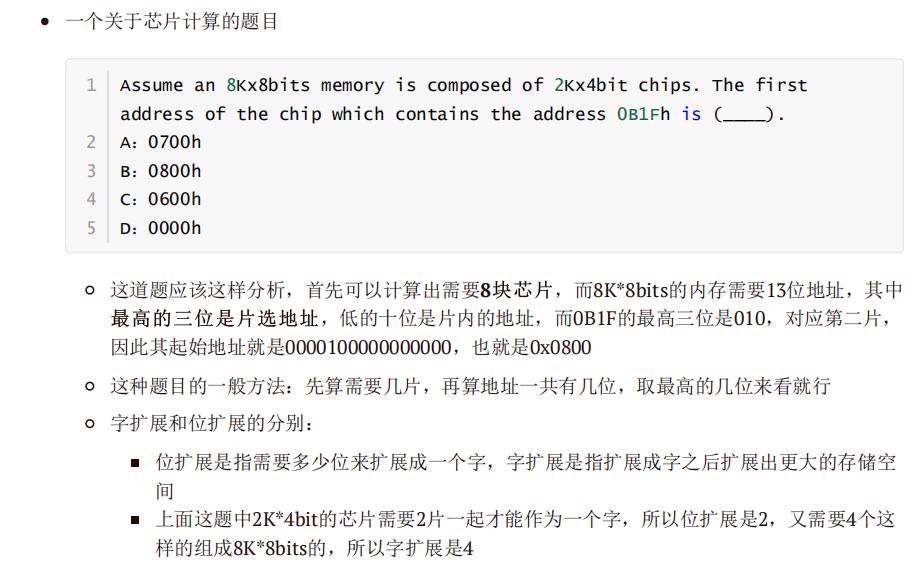 • 一个关于芯片计算的题目
1 Assume an 8Kx8bits memory is composed of 2Kx4bit chips. The first
address of the chip which contains the address 0B1Fh is (____).
2 A：0700h
3 B：0800h
4 C：0600h
5 D：0000h
这道题应该这样分析，首先可以计算出需要8块芯片，而8K*8bits的内存需要13位地址，其中
最高的三位是片选地址，低的十位是片内的地址，而0B1F的最高三位是010，对应第二片，
因此其起始地址就是0000100000000000，也就是0x0800
这种题目的一般方法：先算需要几片，再算地址一共有几位，取最高的几位来看就行
字扩展和位扩展的分别：
位扩展是指需要多少位来扩展成一个字，字扩展是指扩展成字之后扩展出更大的存储空
间
上面这题中2K*4bit的芯片需要2片一起才能作为一个字，所以位扩展是2，又需要4个这
样的组成8K*8bits的，所以字扩展是4